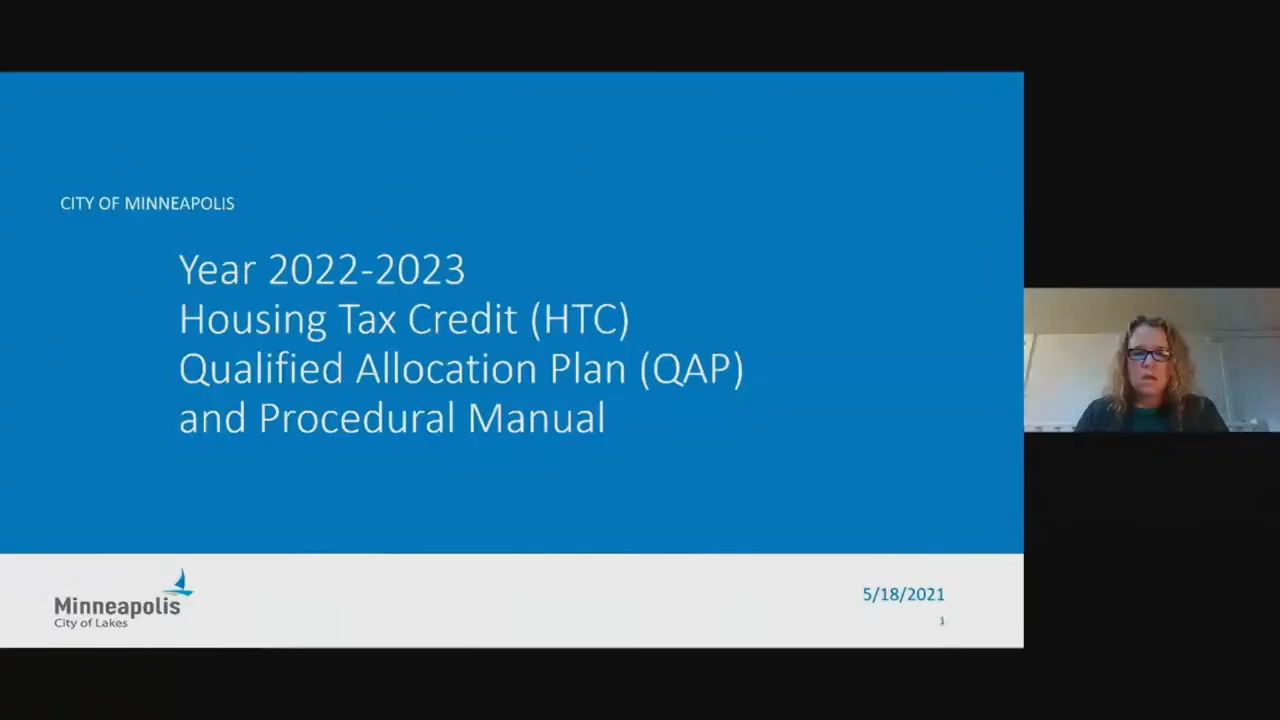 CITY OF MINNEAPOLIS
Year 2022-2023
Housing Tax Credit (HTC)
Qualified Allocation Plan (QAP)
and Procedural Manual
Minneapolis
City of Lakes
5/18/2021
1